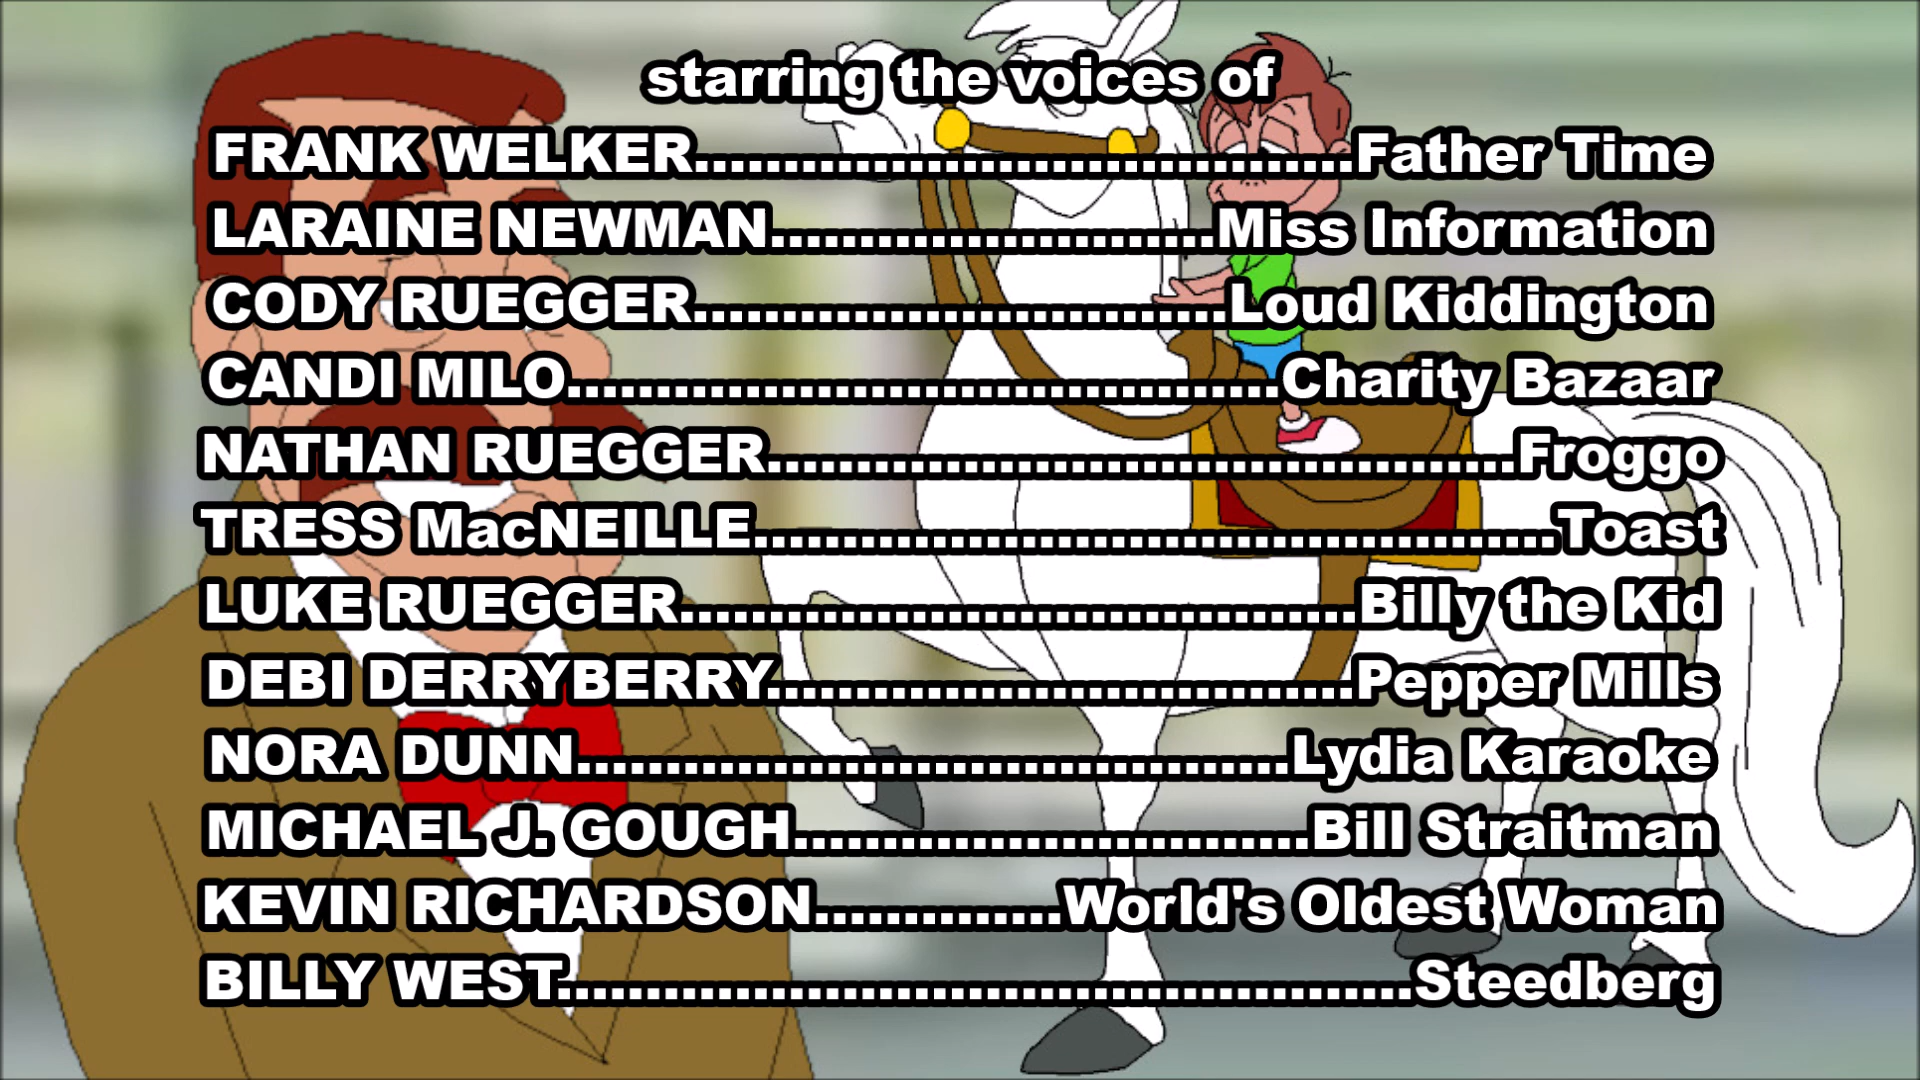 starring the voices of
FRANK WELKER.....................................Father Time
LARAINE NEWMAN.........................Miss Information
CODY RUEGGER..............................Loud Kiddington
CANDI MILO........................................Charity Bazaar
NATHAN RUEGGER..........................................Froggo
TRESS MacNEILLE.............................................Toast
LUKE RUEGGER......................................Billy the Kid
DEBI DERRYBERRY.................................Pepper Mills
NORA DUNN........................................Lydia Karaoke
MICHAEL J. GOUGH.............................Bill Straitman
KEVIN RICHARDSON..............World's Oldest Woman
BILLY WEST................................................Steedberg